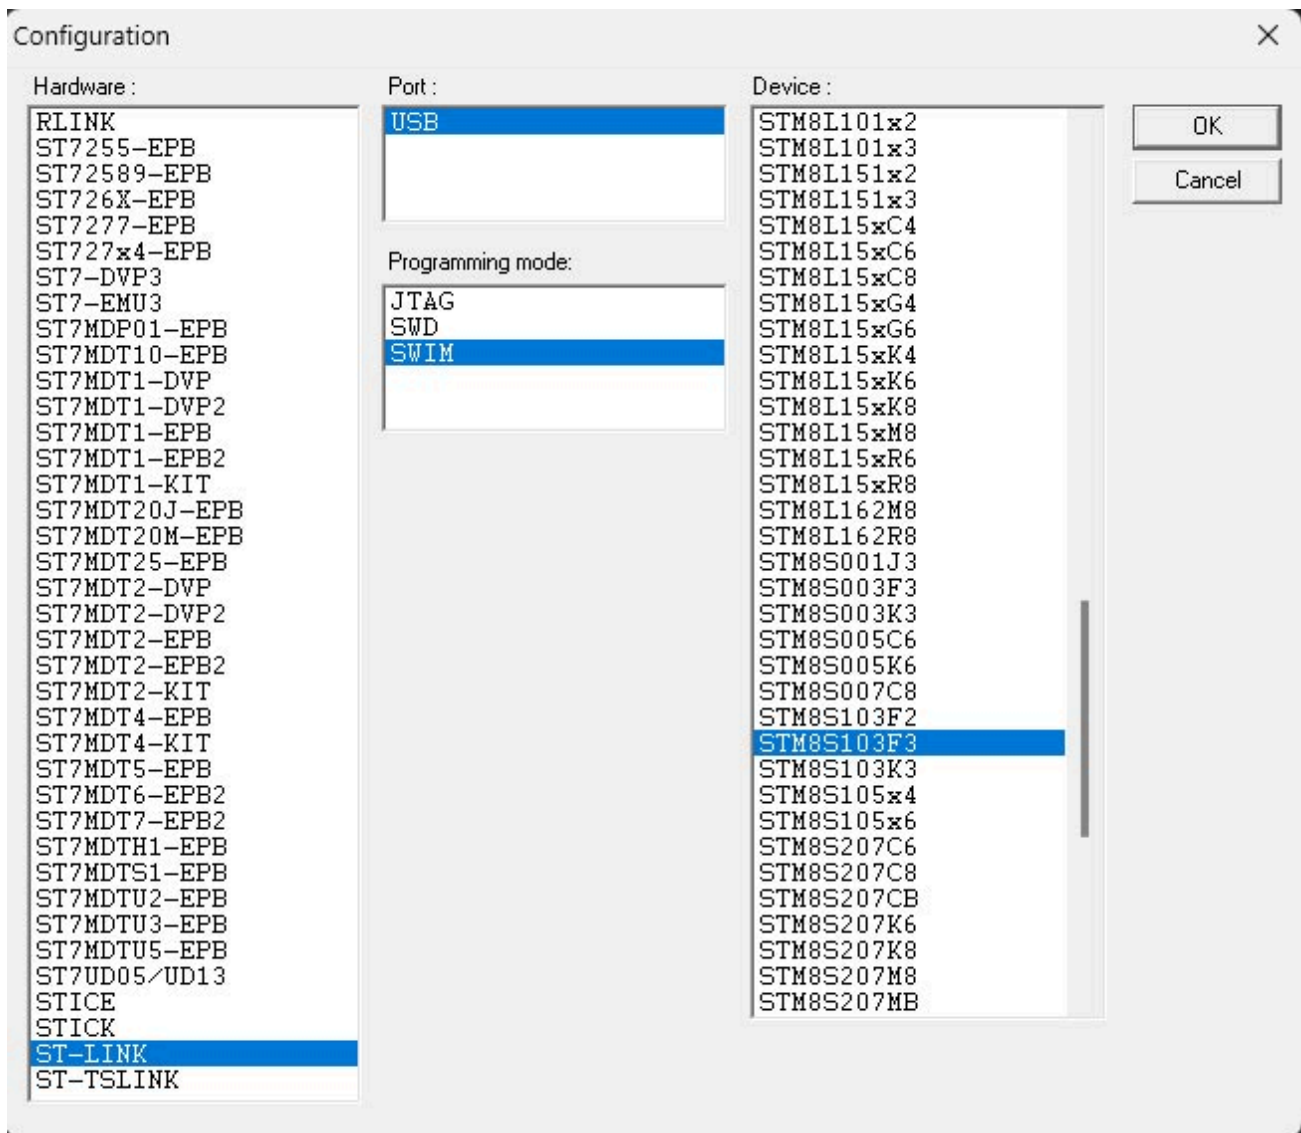 Configuration
Hardware :
RLINK
ST7255-EPB
ST72589-EPB
ST726X-EPB
ST7277-EPB
ST727x4-EPB
ST7-DVP3
ST7-EMU3
ST7MDP01-EPB
ST7MDT10-EPB
ST7MDT1-DVP
ST7MDT1-DVP2
ST7MDT1-EPB
ST7MDT1-EPB2
ST7MDT1-KIT
ST7MDT20J-EPB
ST7MDT20M-EPB
ST7MDT25-EPB
ST7MDT2-DVP
ST7MDT2-DVP2
ST7MDT2-EPB
ST7MDT2-EPB2
ST7MDT2-KIT
ST7MDT4-EPB
ST7MDT4-KIT
ST7MDT5-EPB
ST7MDT6-EPB2
ST7MDT7-EPB2
ST7MDTH1-EPB
ST7MDTS1-EPB
ST7MDTU2-EPB
ST7MDTU3-EPB
ST7MDTU5-EPB
ST7UD05/UD13
STICE
STICK
ST-LINK
ST-TSLINK
Port :
USB
Programming mode:
JTAG
SWD
SWIM
Device :
STM8L101x2
STM8L101x3
STM8L151x2
STM8L151x3
STM8L15xC4
STM8L15xC6
STM8L15xC8
STM8L15xG4
STM8L15xG6
STM8L15xK4
STM8L15xK6
STM8L15xK8
STM8L15xM8
STM8L15xR6
STM8L15xR8
STM8L162M8
STM8L162R8
STM8S001J3
STM8S003F3
STM8S003K3
STM8S005C6
STM8S005K6
STM8S007C8
STM8S103F2
STM8S103F3
STM8S103K3
STM8S105x4
STM8S105x6
STM8S207C6
STM8S207C8
STM8S207CB
STM8S207K6
STM8S207K8
STM8S207M8
STM8S207MB
OK
Cancel